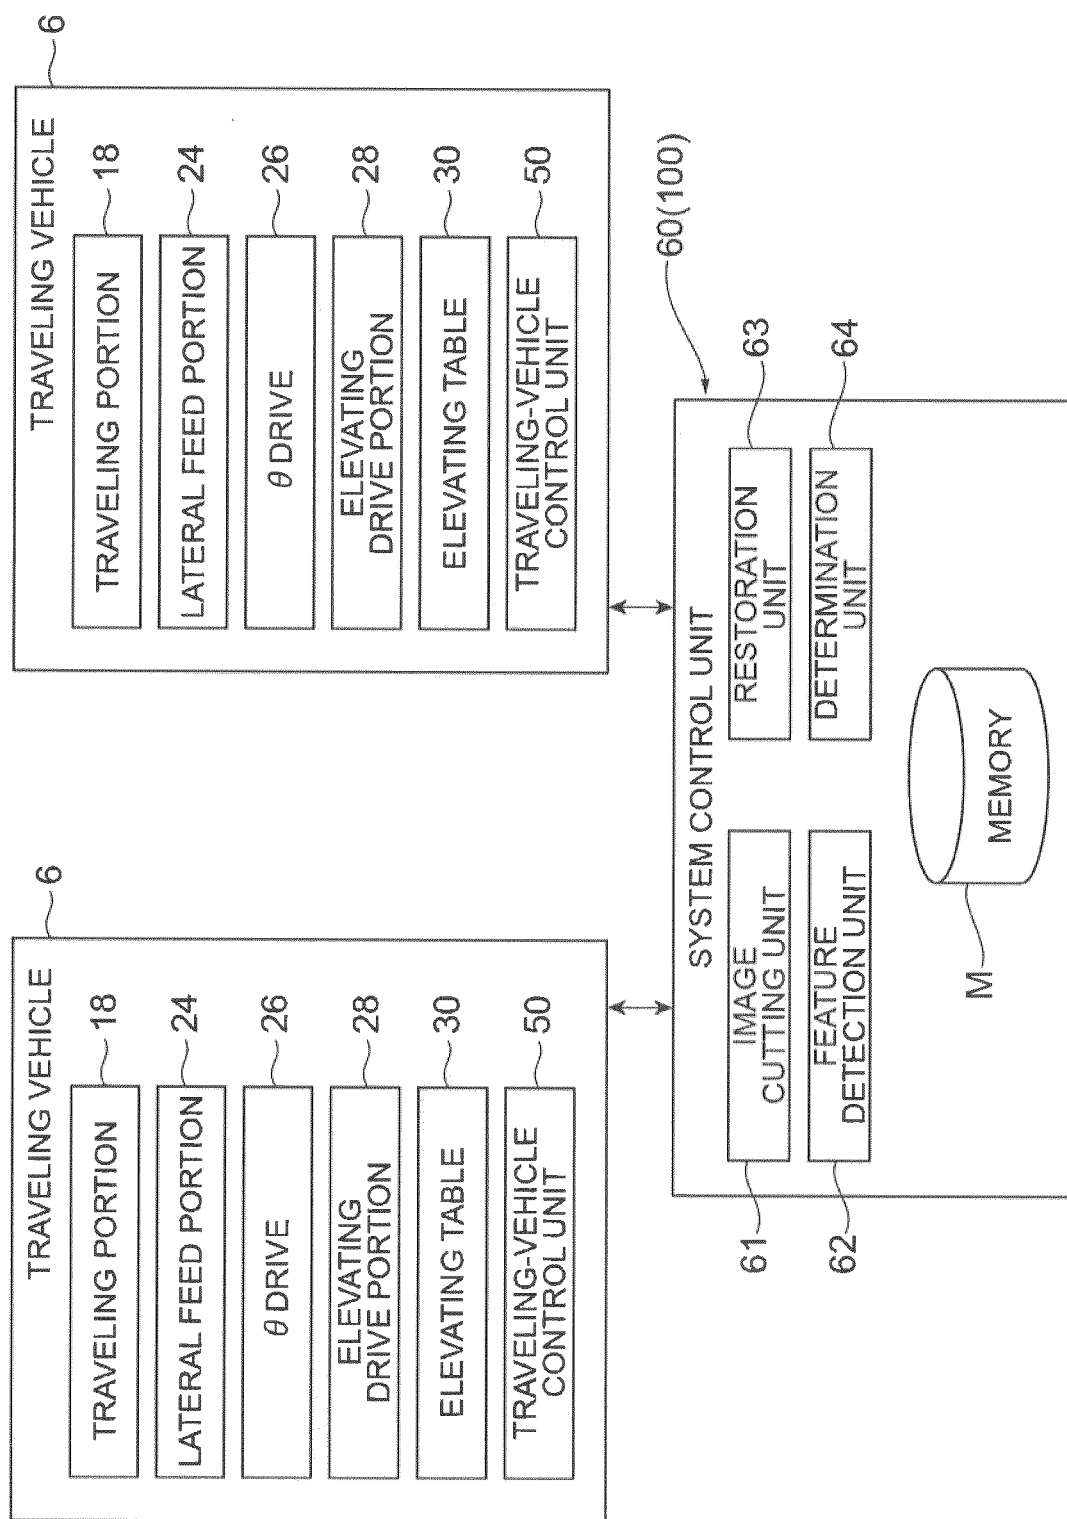 6
TRAVELING VEHICLE
TRAVELING PORTION
18
LATERAL FEED PORTION
24
θ DRIVE
26
ELEVATING
DRIVE PORTION
28
ELEVATING TABLE
30
TRAVELING-VEHICLE
CONTROL UNIT
50
6
TRAVELING VEHICLE
TRAVELING PORTION
18
LATERAL FEED PORTION
24
θ DRIVE
26
ELEVATING
DRIVE PORTION
28
ELEVATING TABLE
30
TRAVELING-VEHICLE
CONTROL UNIT
50
60(100)
SYSTEM CONTROL UNIT
61
IMAGE
CUTTING UNIT
RESTORATION
UNIT
63
62
FEATURE
DETECTION UNIT
DETERMINATION
UNIT
64
M
MEMORY